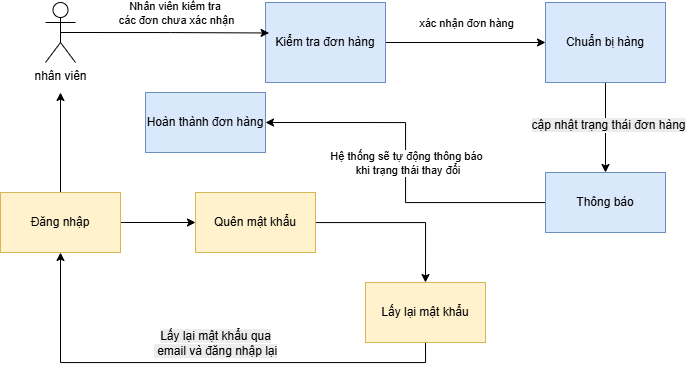 Nhân viên kiểm tra
các đơn chưa xác nhận
nhân viên
Kiểm tra đơn hàng
xác nhận đơn hàng
Chuẩn bị hàng
cập nhật trạng thái đơn hàng
Hoàn thành đơn hàng
Hệ thống sẽ tự động thông báo
khi trạng thái thay đổi
Thông báo
Đăng nhập
Quên mật khẩu
Lấy lại mật khẩu
Lấy lại mật khẩu qua
email và đăng nhập lại